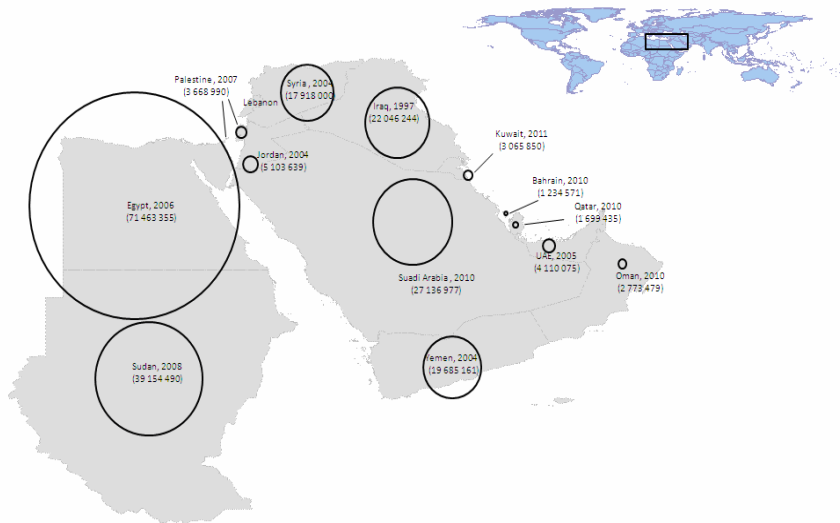 Palestine, 2007
(3 668 990)
Syria, 2004
(17 918 000)
Lebanon
Iraq, 1997
(22 046 244)
Kuwait, 2011
(3 065 850)
Jordan, 2004
(5 103 639)
Bahrain, 2010
(1 234 571)
Egypt, 2006
(71 463 355)
Qatar, 2010
(1 699 435)
UAE, 2005
(4 110 075)
Suadi Arabia , 2010
(27 136 977)
Oman, 2010
(2 773,479)
Sudan, 2008
(39 154 490)
Yemen, 2004
(19 685 161)